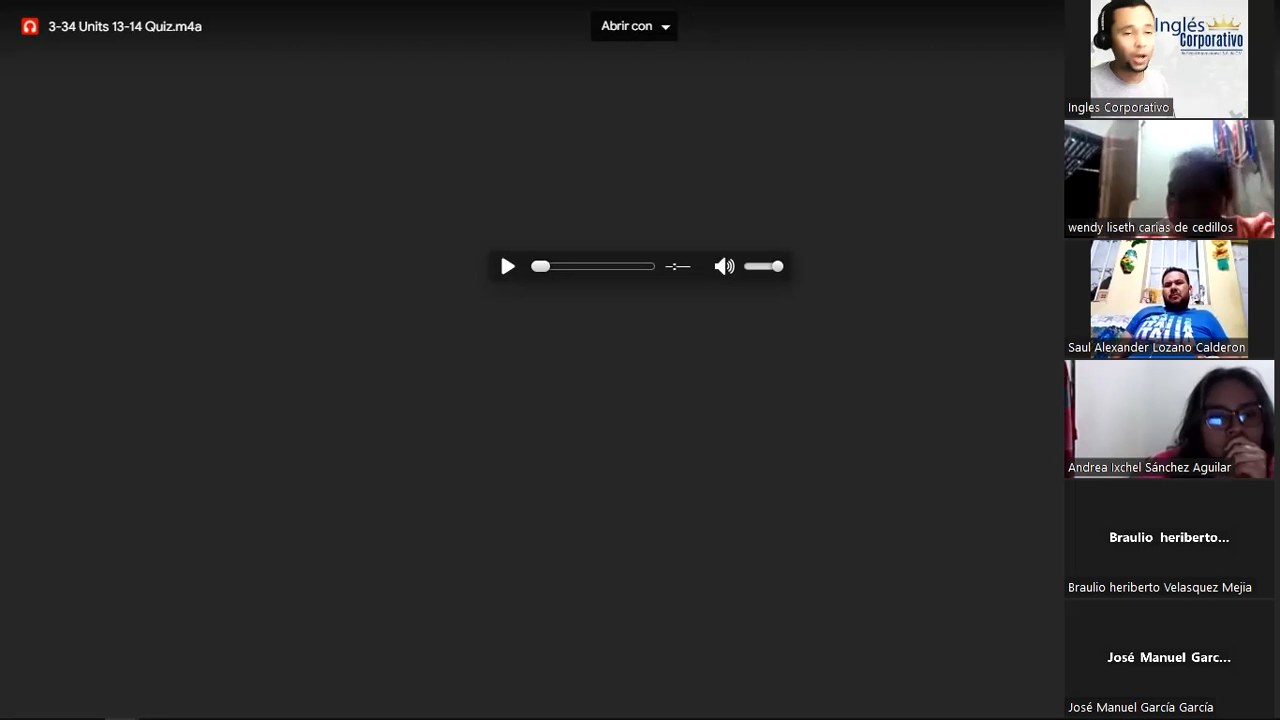 3-34 Units 13-14 Quiz.m4a
Abrir con
Inglés
Corporativo
Ingles Corporativo
wendy liseth carias de cedillos
Saul Alexander Lozano Calderon
Andrea Ixchel Sánchez Aguilar
Braulio heriberto...
Braulio heriberto Velasquez Mejia
José Manuel Garc...
José Manuel García García